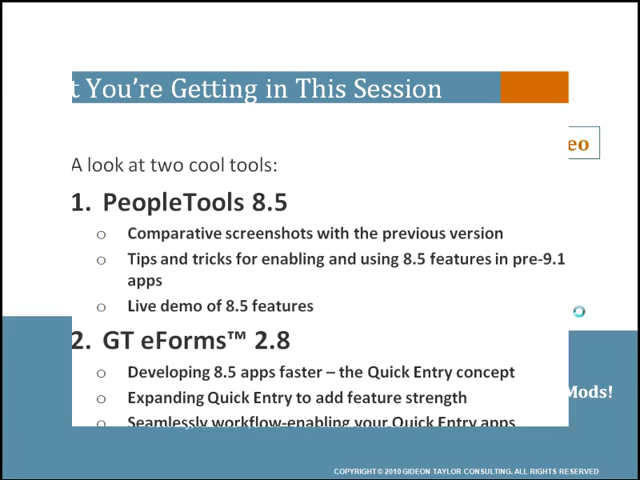 t You're Getting in This Session
eo
A look at two cool tools:
1. PeopleTools 8.5
o Comparative screenshots with the previous version
o Tips and tricks for enabling and using 8.5 features in pre-9.1
apps
o Live demo of 8.5 features
2. GT eForms™ 2.8
o Developing 8.5 apps faster – the Quick Entry concept
Mods!
o Expanding Quick Entry to add feature strength
o Seamlessly workflow-enabling your Quick Entry apps
COPYRIGHT © 2010 GIDEON TAYLOR CONSULTING. ALL RIGHTS RESERVED